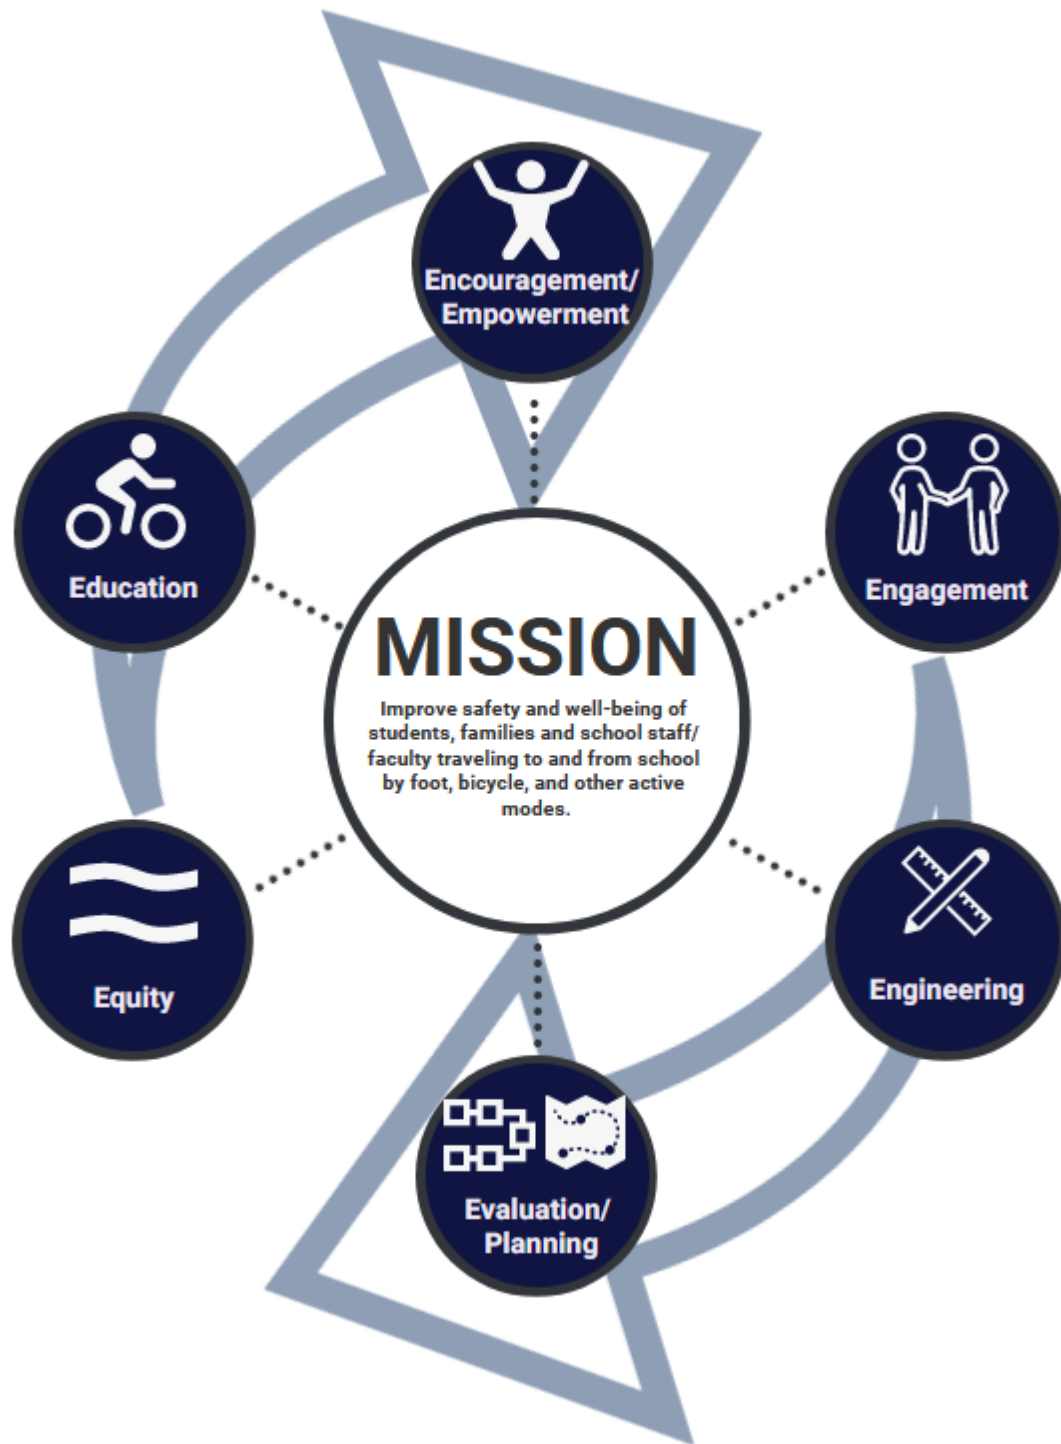 Encouragement/
Empowerment
Education
Engagement
MISSION
Improve safety and well-being of
students, families and school staff/
faculty traveling to and from school
by foot, bicycle, and other active
modes.
Equity
Engineering
Evaluation/
Planning